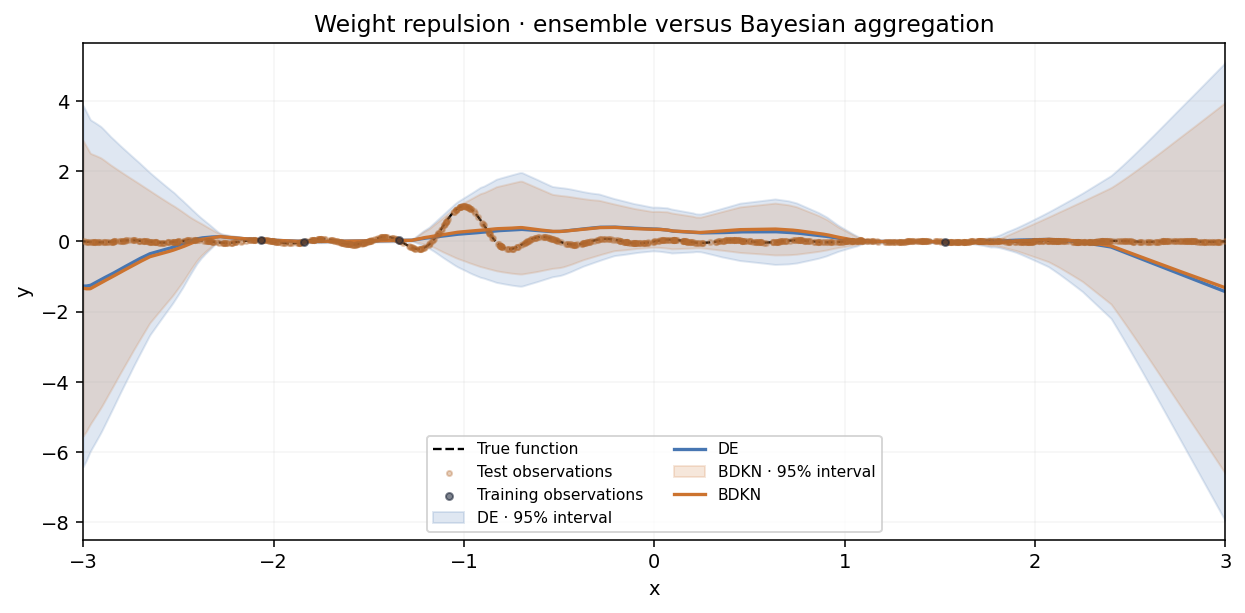 Weight repulsion · ensemble versus Bayesian aggregation
y
4
2
0
−2
−4
−6
−8
True function
Test observations
Training observations
DE · 95% interval
DE
BDKN · 95% interval
BDKN
−3 −2 −1 0 1 2 3
x